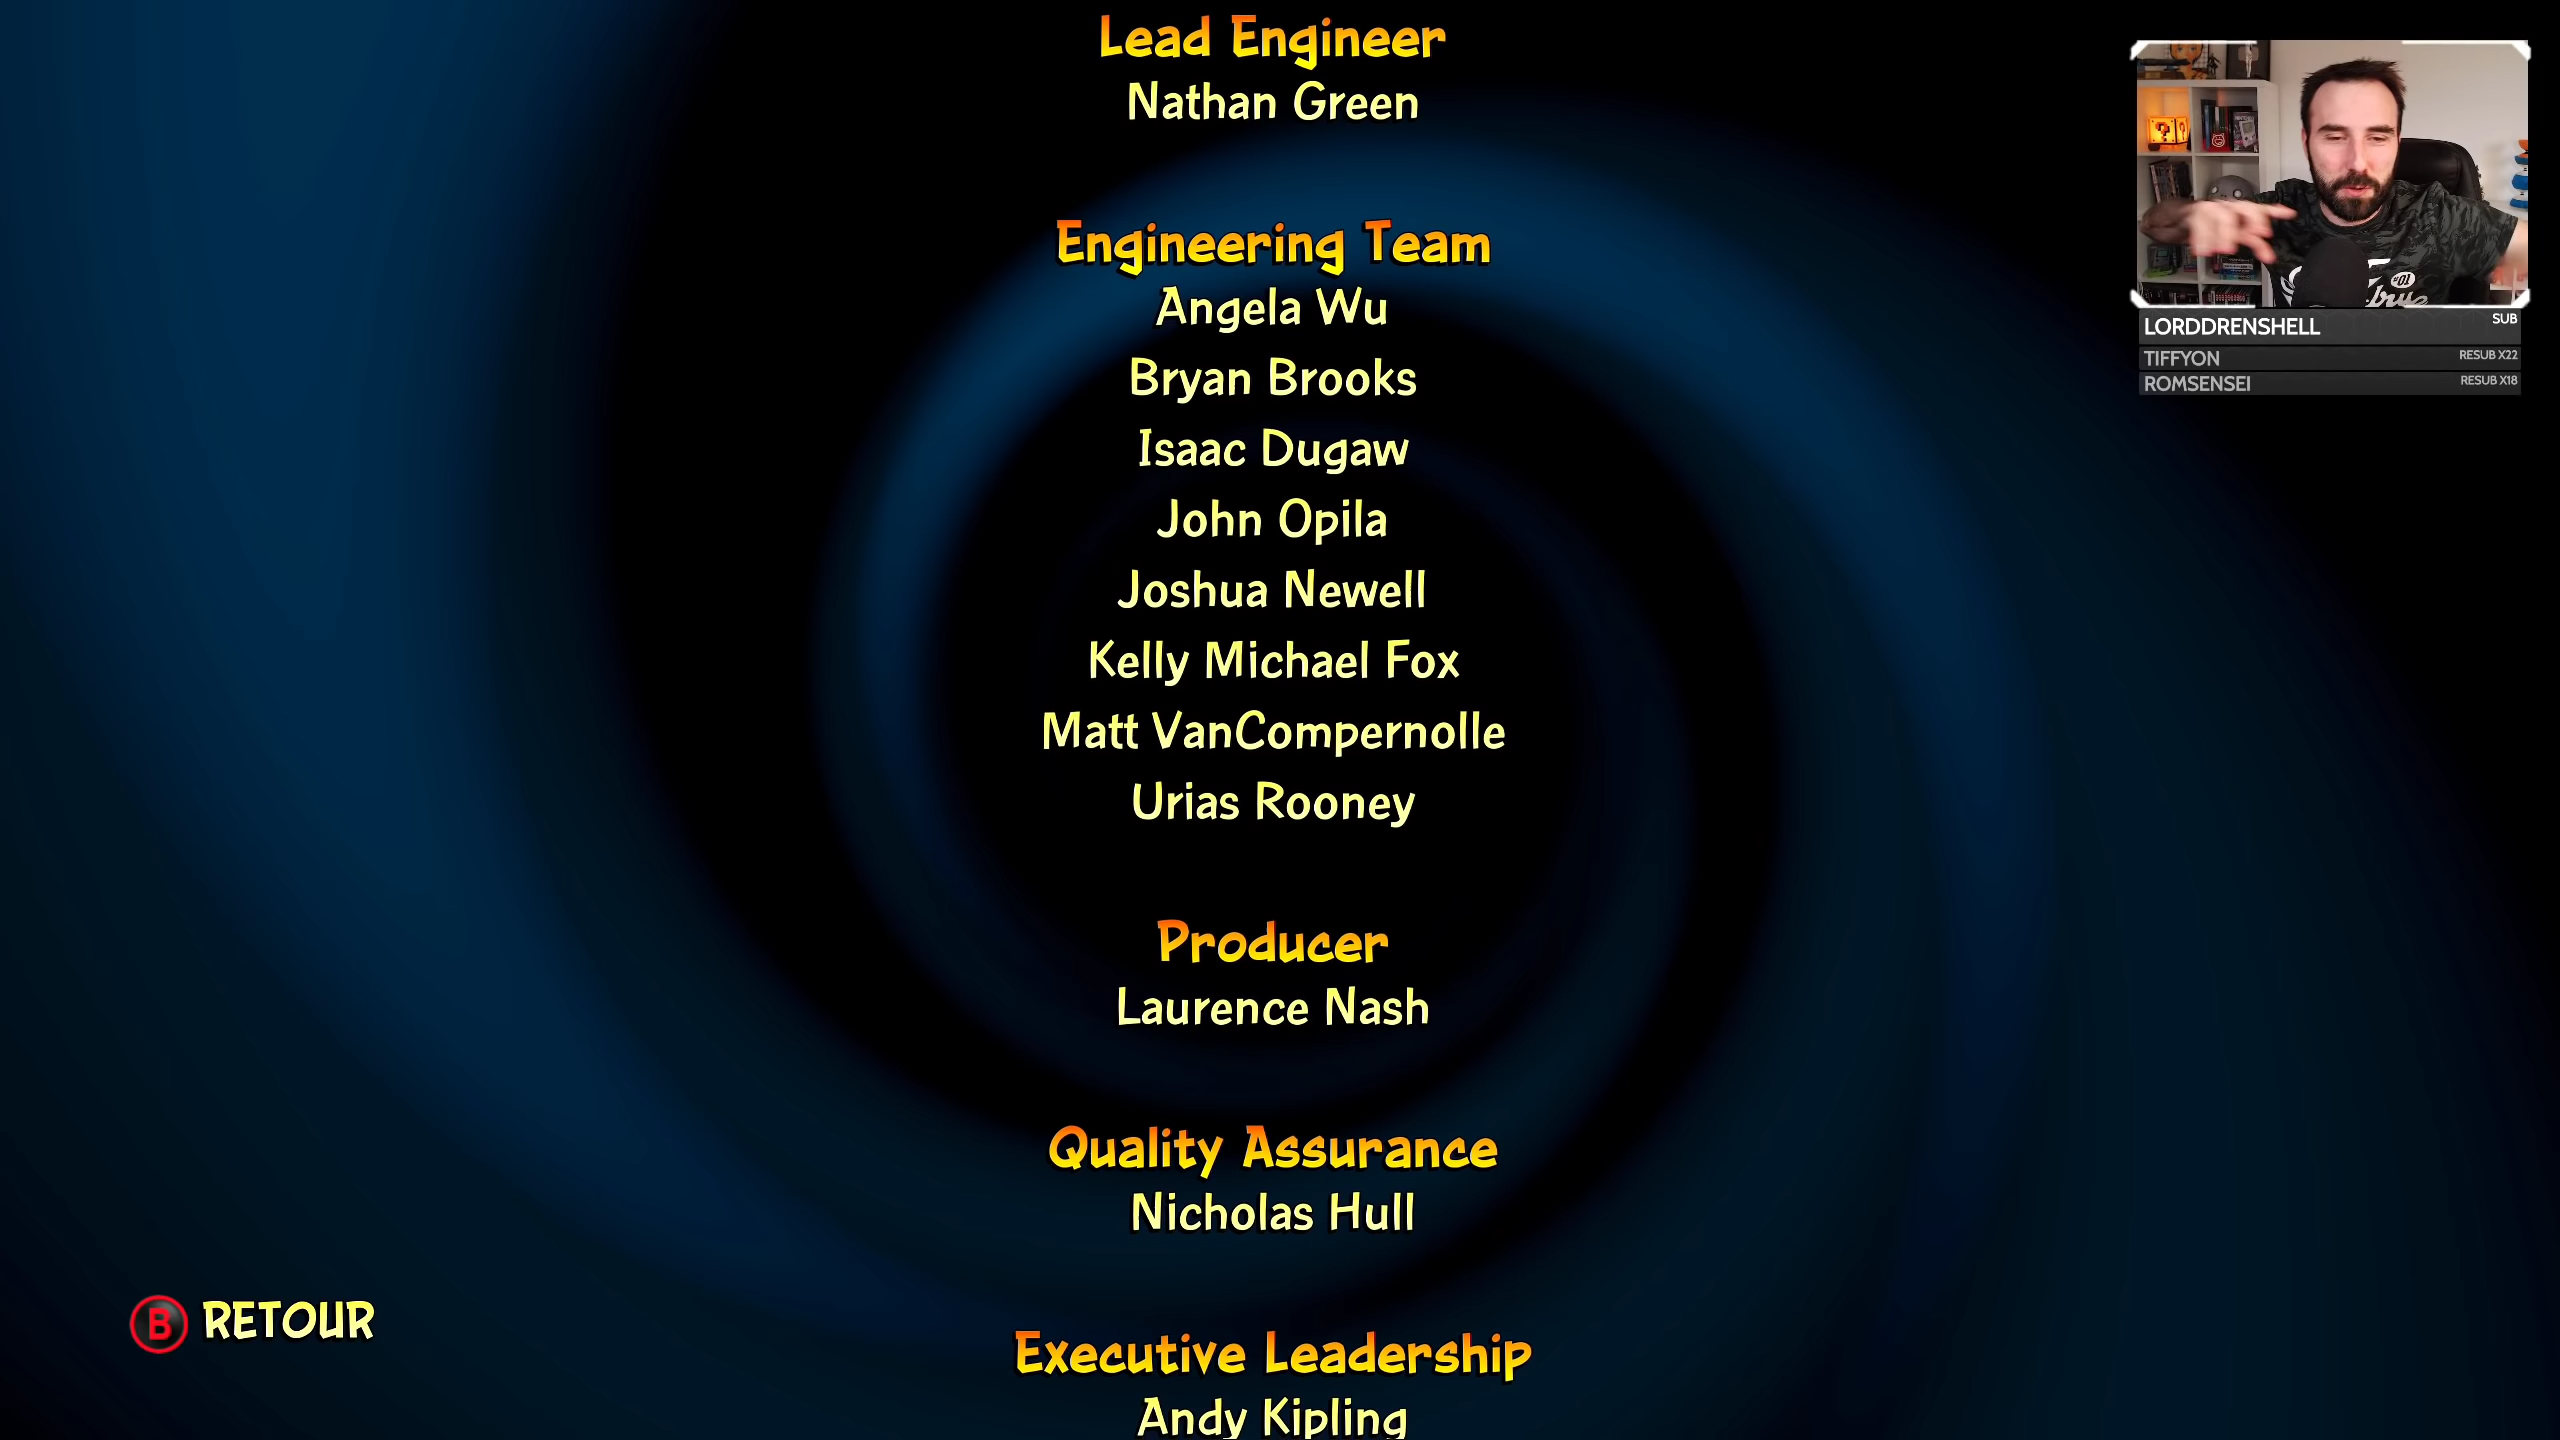 Lead Engineer
Nathan Green
Engineering Team
Angela Wu
Bryan Brooks
Isaac Dugaw
John Opila
Joshua Newell
Kelly Michael Fox
Matt VanCompernolle
Urias Rooney
Producer
Laurence Nash
Quality Assurance
Nicholas Hull
Executive Leadership
Andy Kipling
B RETOUR
LORDDRENSHELL SUB
TIFFYON RESUB X22
ROMSENSEI RESUB X18